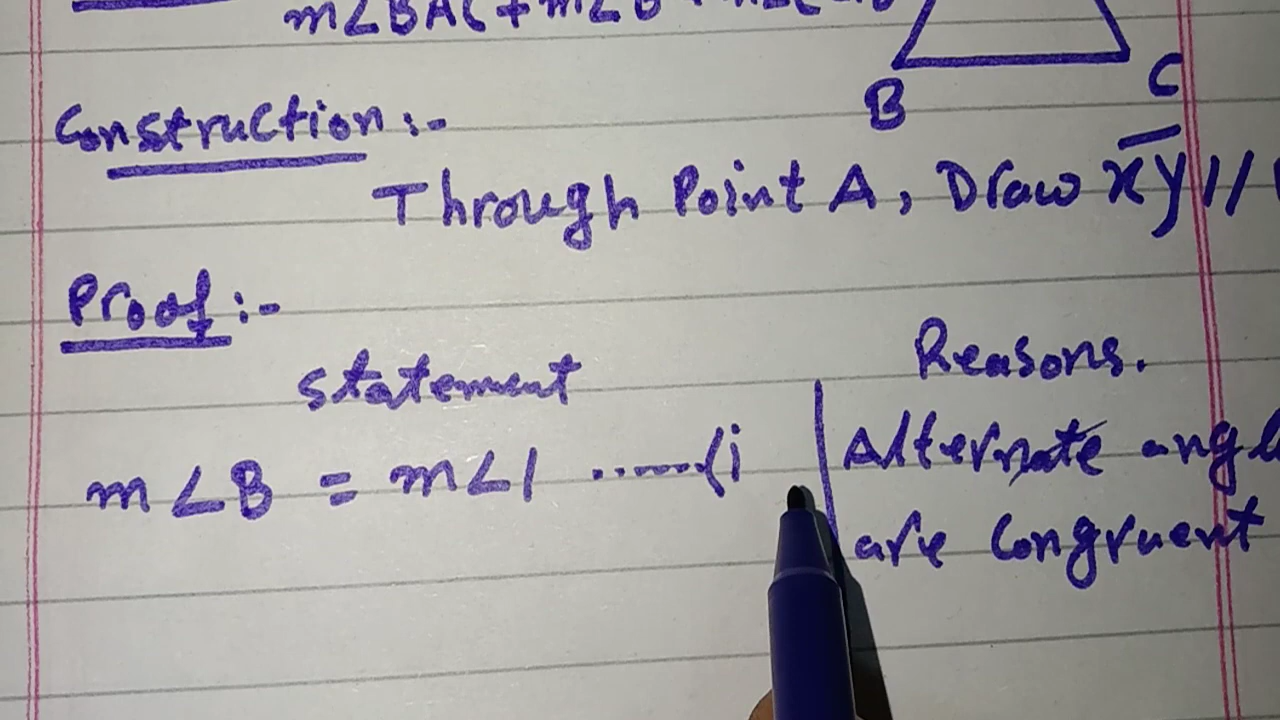 m∠BAC + m∠B + m∠C
B C
Construction :-
Through Point A, Draw XY //
Proof :-
Statement Reasons.
m∠B = m∠1 ......(i Alternate angle
are Congruent